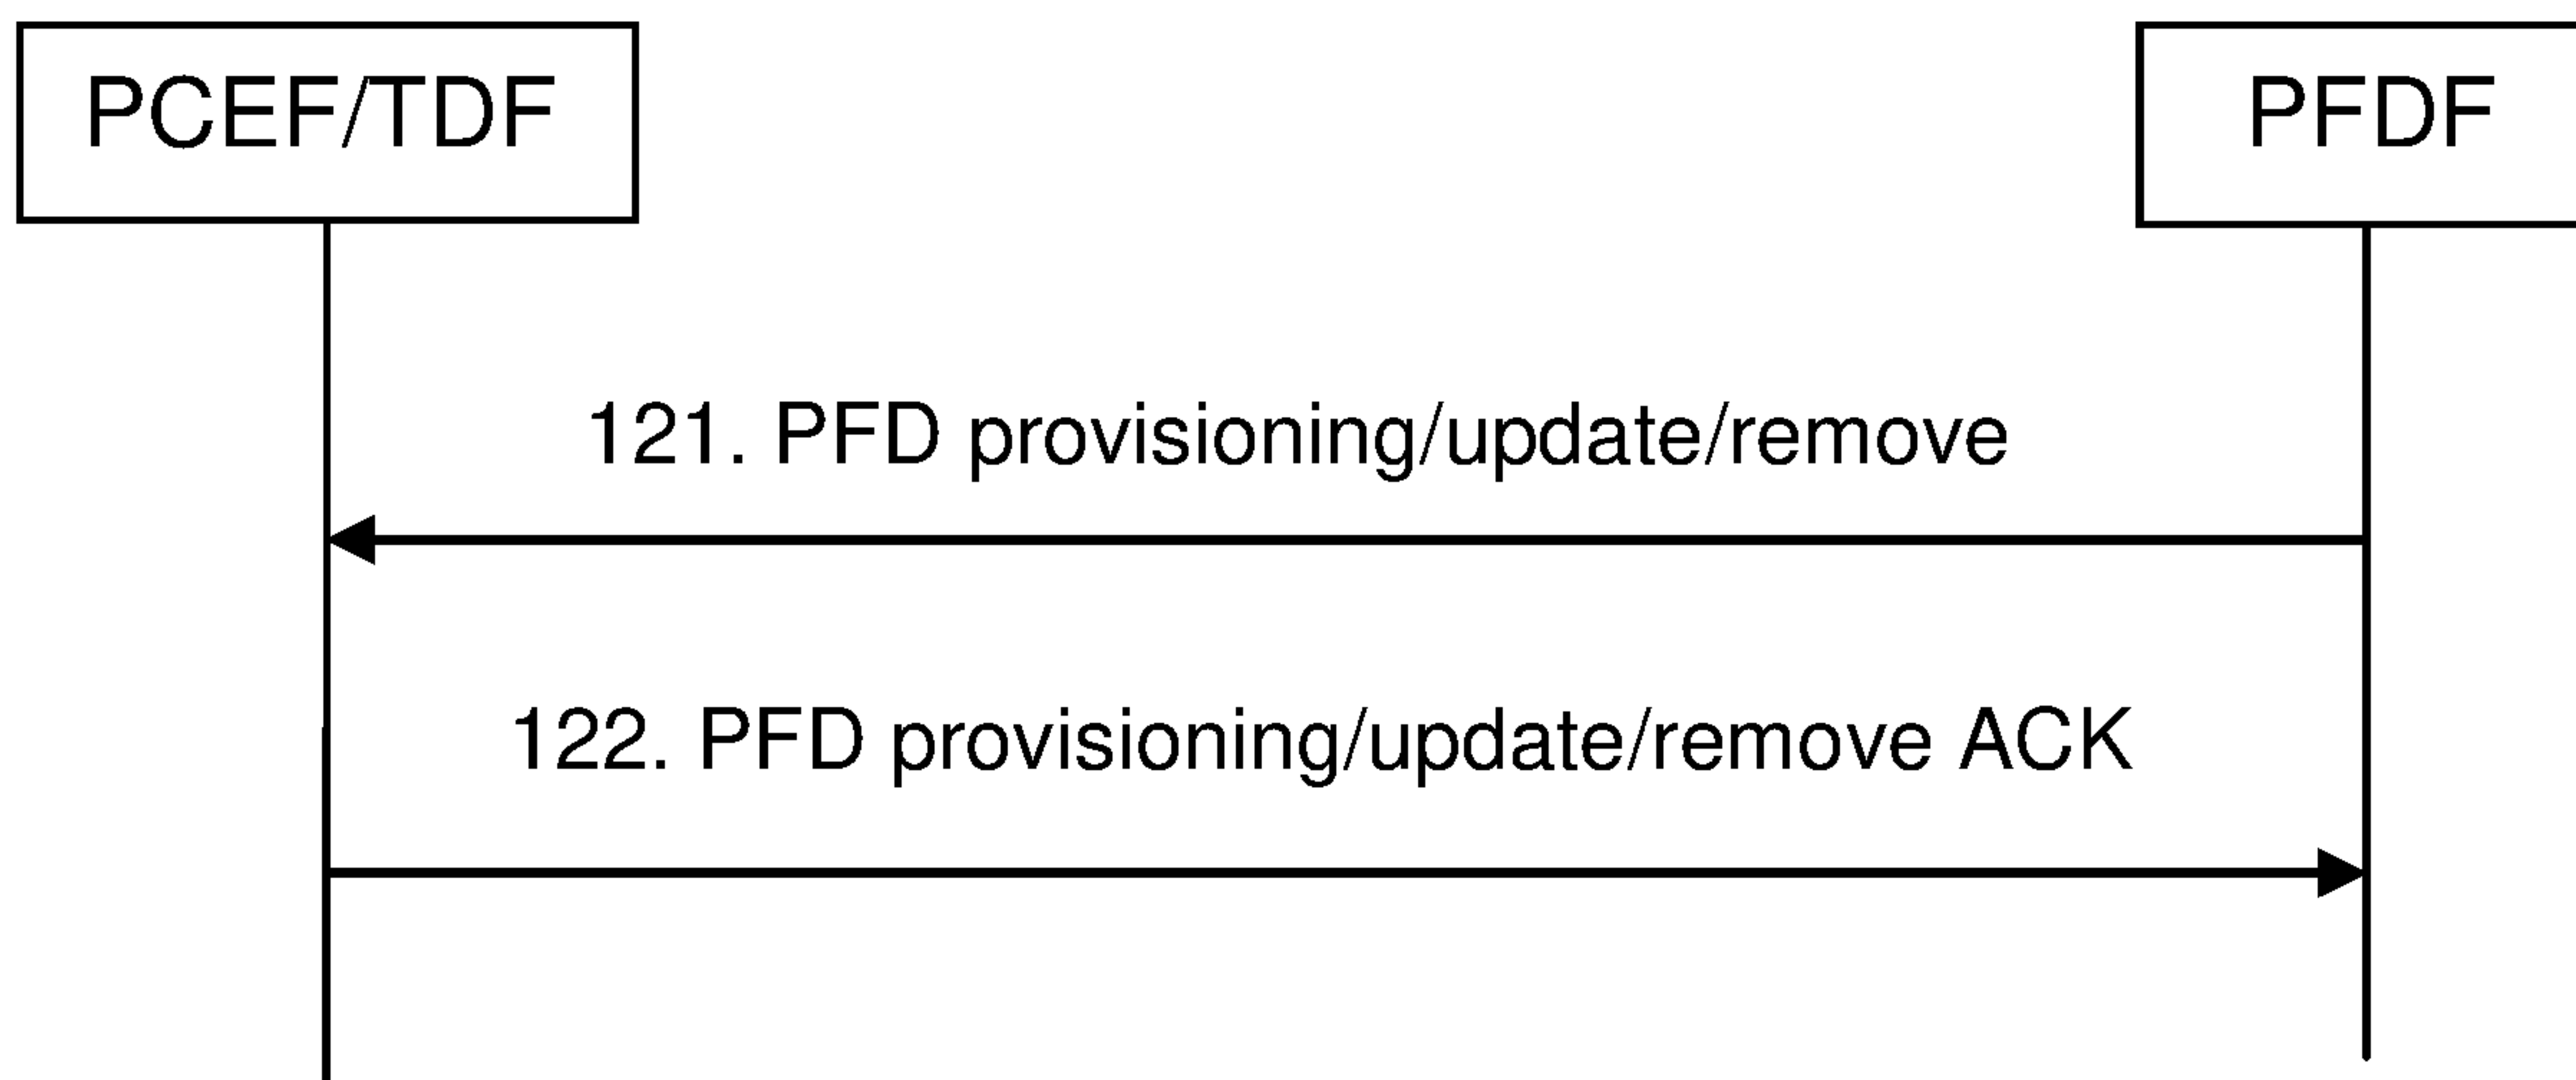 PCEF/TDF
PFDF
121. PFD provisioning/update/remove
122. PFD provisioning/update/remove ACK